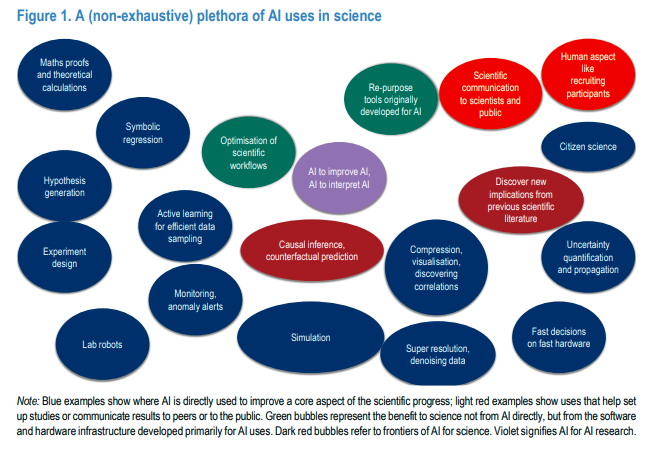 Figure 1. A (non-exhaustive) plethora of AI uses in science
Maths proofs
and theoretical
calculations
Symbolic
regression
Re-purpose
tools originally
developed for AI
Scientific
communication
to scientists and
public
Human aspect
like
recruiting
participants
Optimisation of
scientific
workflows
AI to improve AI,
AI to interpret AI
Citizen science
Hypothesis
generation
Active learning
for efficient data
sampling
Discover new
implications from
previous scientific
literature
Experiment
design
Causal inference,
counterfactual prediction
Compression,
visualisation,
discovering
correlations
Uncertainty
quantification
and propagation
Monitoring,
anomaly alerts
Lab robots
Simulation
Super resolution,
denoising data
Fast decisions
on fast hardware
Note: Blue examples show where AI is directly used to improve a core aspect of the scientific progress; light red examples show uses that help set
up studies or communicate results to peers or to the public. Green bubbles represent the benefit to science not from AI directly, but from the software
and hardware infrastructure developed primarily for AI uses. Dark red bubbles refer to frontiers of AI for science. Violet signifies AI for AI research.